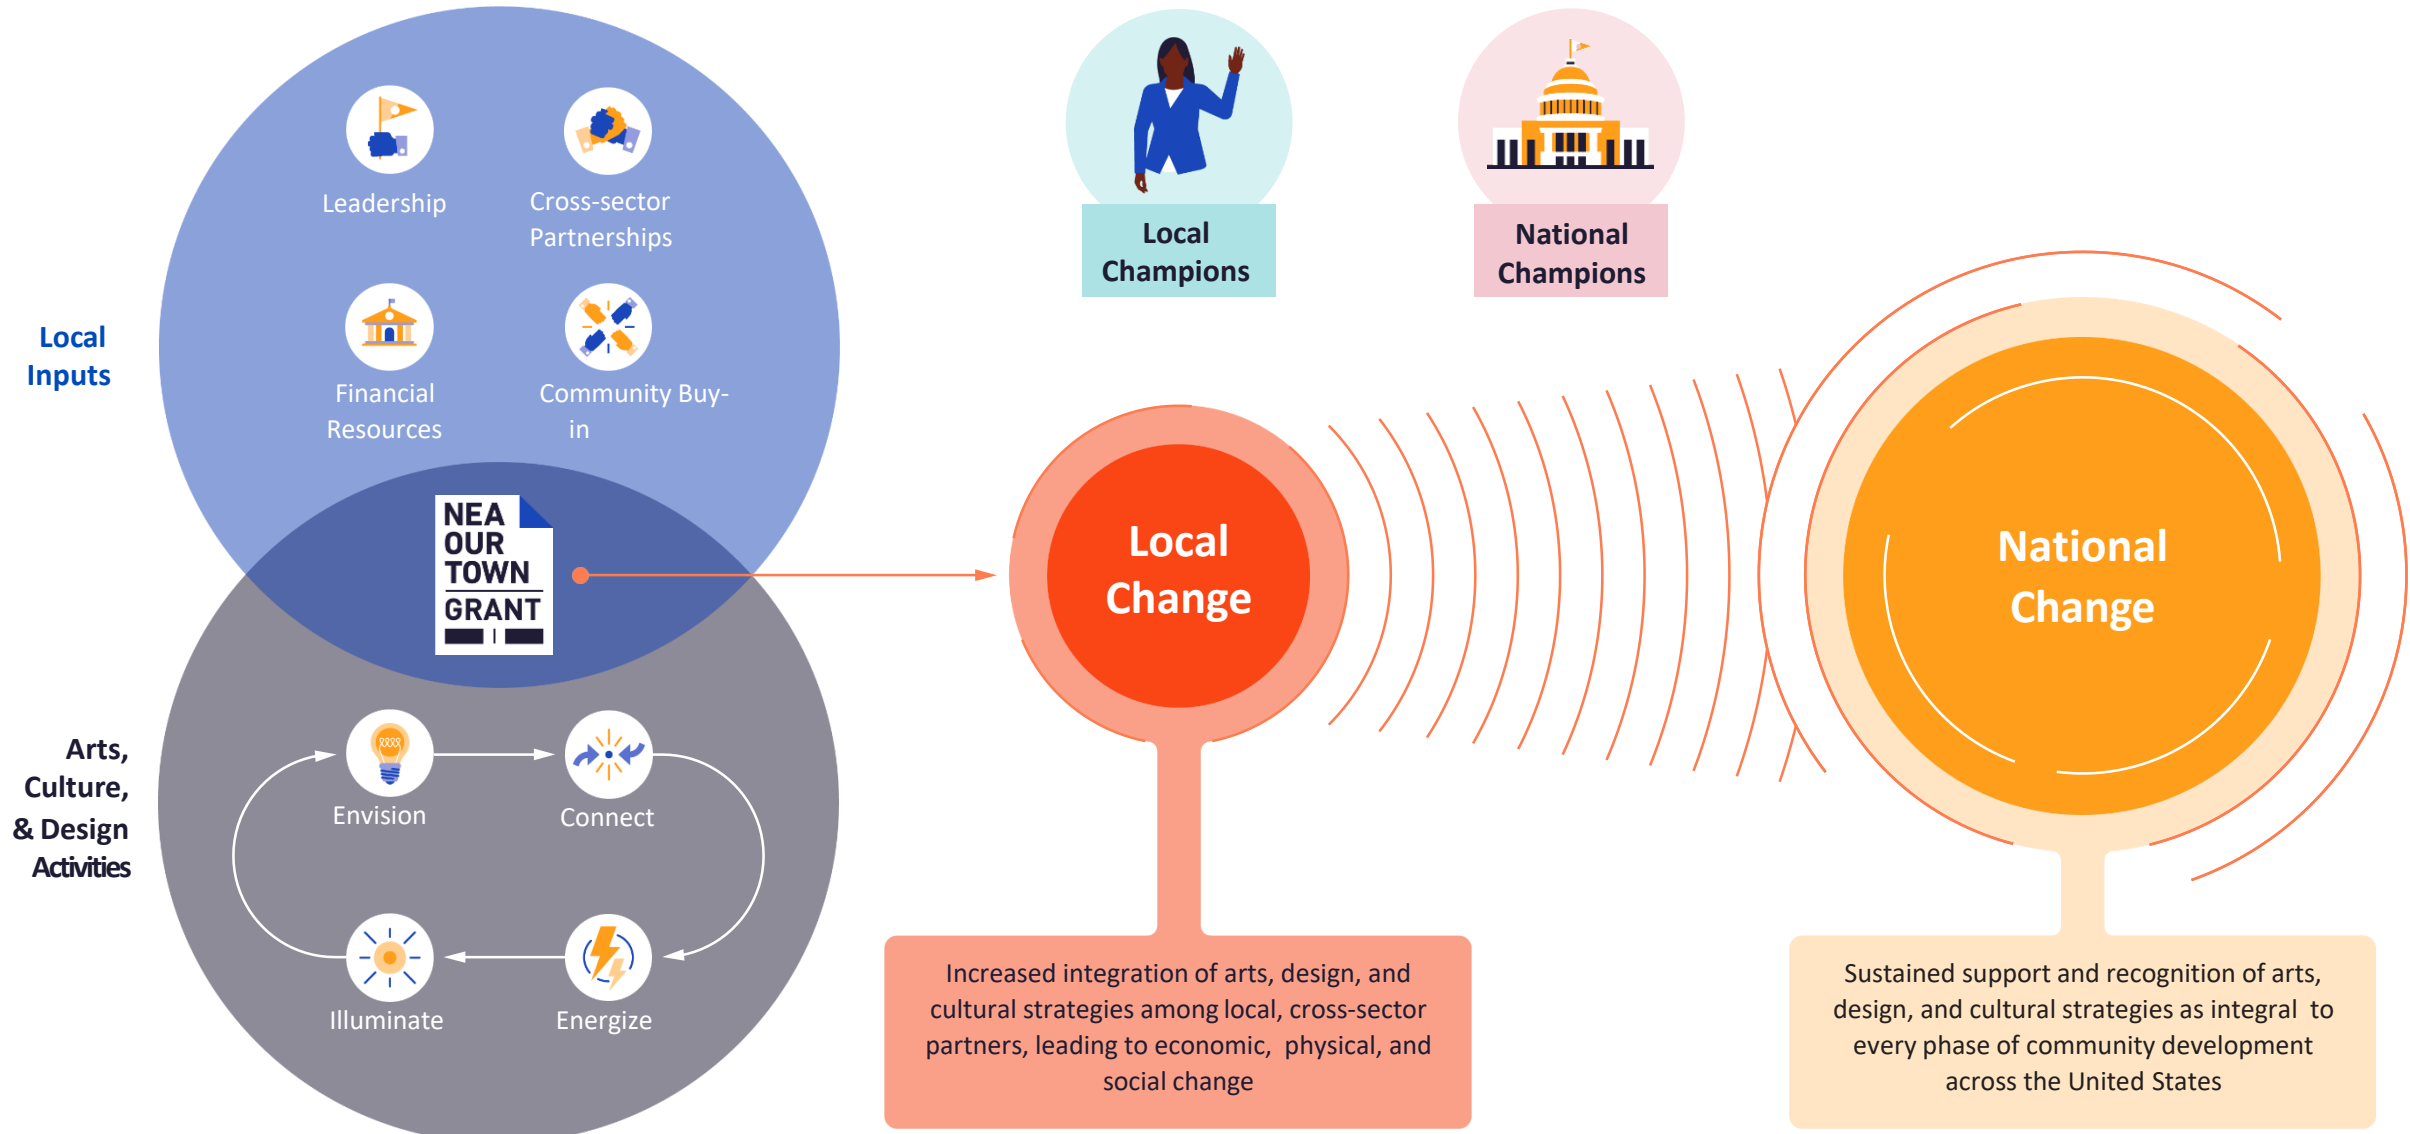 Local
Inputs
Leadership
Cross-sector
Partnerships
Financial
Resources
Community Buy-
in
NEA
OUR
TOWN
GRANT
Arts,
Culture,
& Design
Activities
Envision
Connect
Illuminate
Energize
Local
Champions
National
Champions
Local
Change
National
Change
Increased integration of arts, design, and
cultural strategies among local, cross-sector
partners, leading to economic, physical, and
social change
Sustained support and recognition of arts,
design, and cultural strategies as integral to
every phase of community development
across the United States